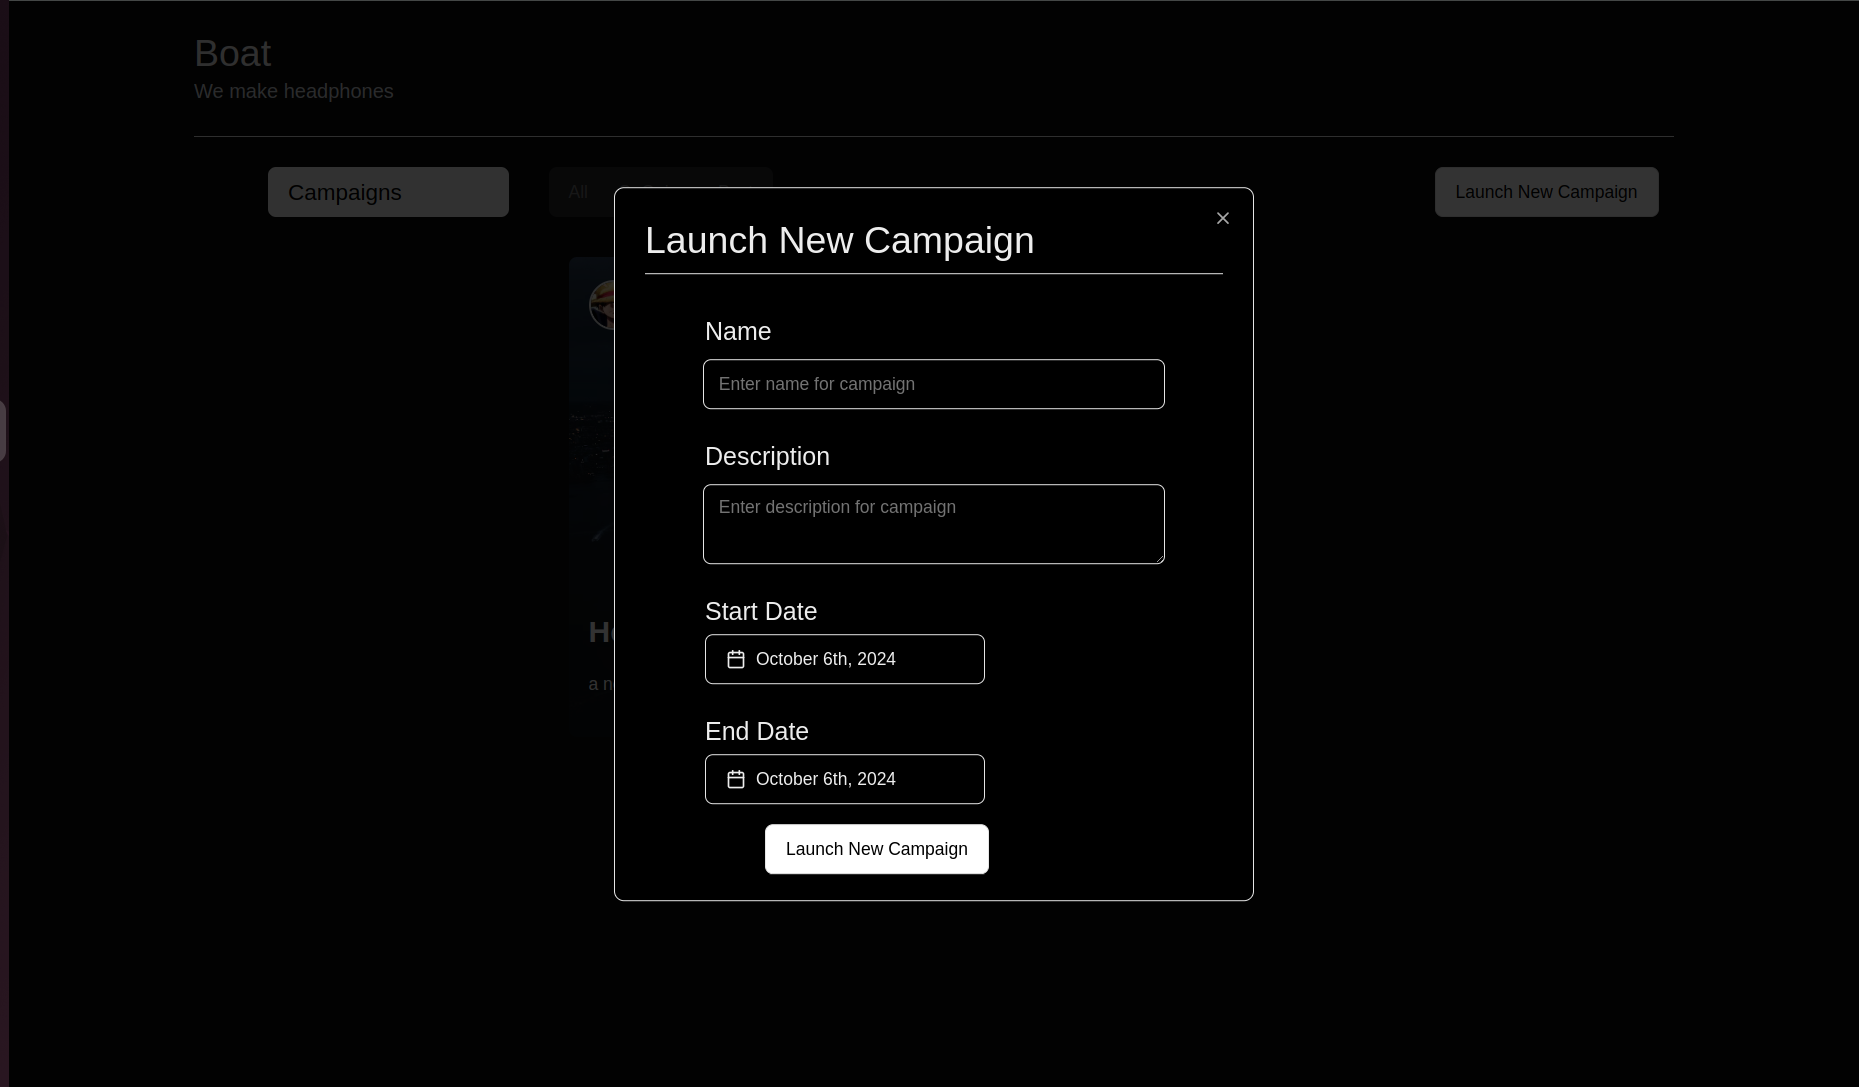 Boat
We make headphones
Campaigns
All
Launch New Campaign
Launch New Campaign
Name
Enter name for campaign
Description
Enter description for campaign
Start Date
October 6th, 2024
End Date
October 6th, 2024
Launch New Campaign